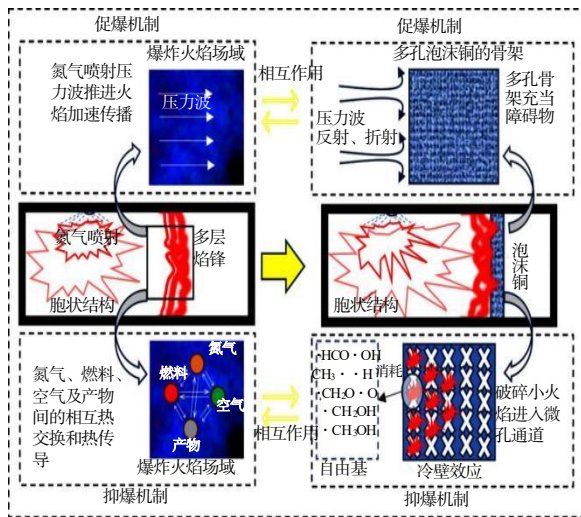 促爆机制
促爆机制
爆炸火焰场域
多孔泡沫铜的骨架
氮气喷射压
力波推进火
焰加速传播
压力波
相互作用
压力波
反射、折射
多孔骨
架充当
障碍物
氮气喷射
多层
焰锋
胞状结构
胞状结构
泡
沫
铜
氮气、燃料、
空气及产物
间的相互热
交换和热传
导
氮气
燃料
空气
产物
爆炸火焰场域
相互作用
·HCO · OH
CH₃ · · H
·CH₂O · O
· CH₂OH
· CH₃OH
消耗
自由基
破碎小火
焰进入微
孔通道
冷壁效应
抑爆机制
抑爆机制